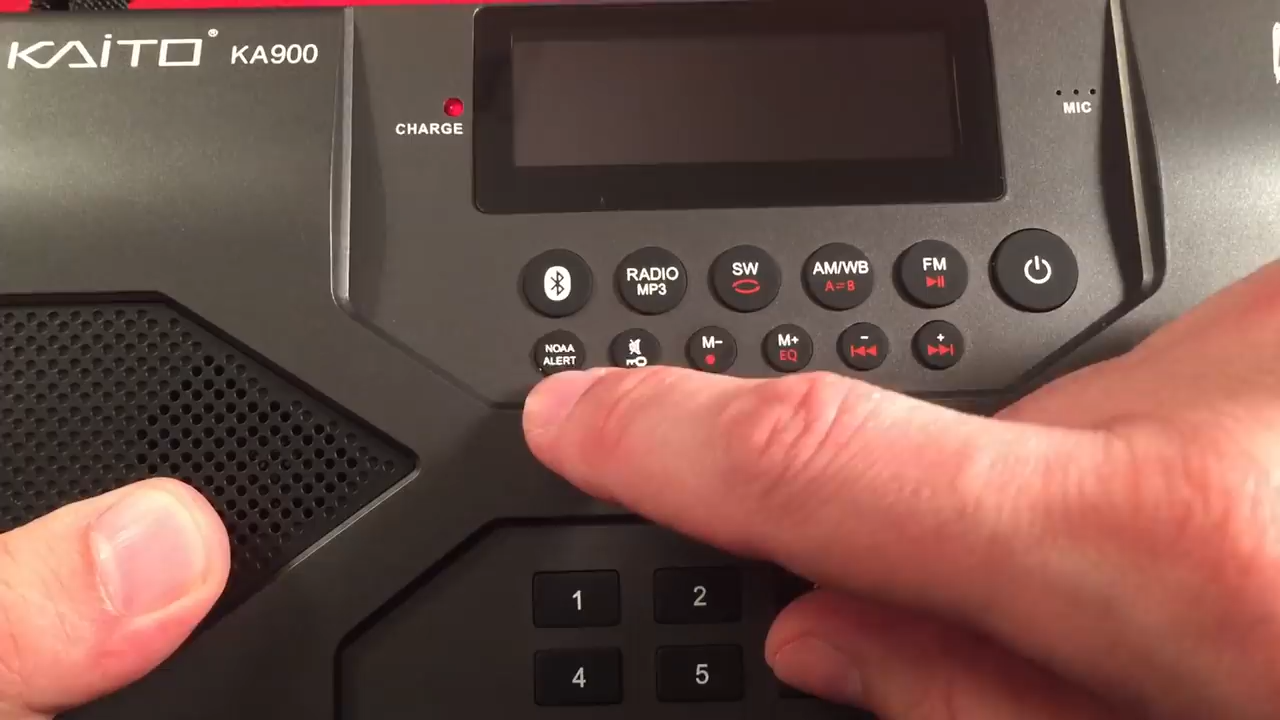 KAiTO® KA900
CHARGE
MIC
RADIO
MP3
SW
AM/WB
A=B
FM
NOAA
ALERT
M-
M+
EQ
-
+
1
2
4
5